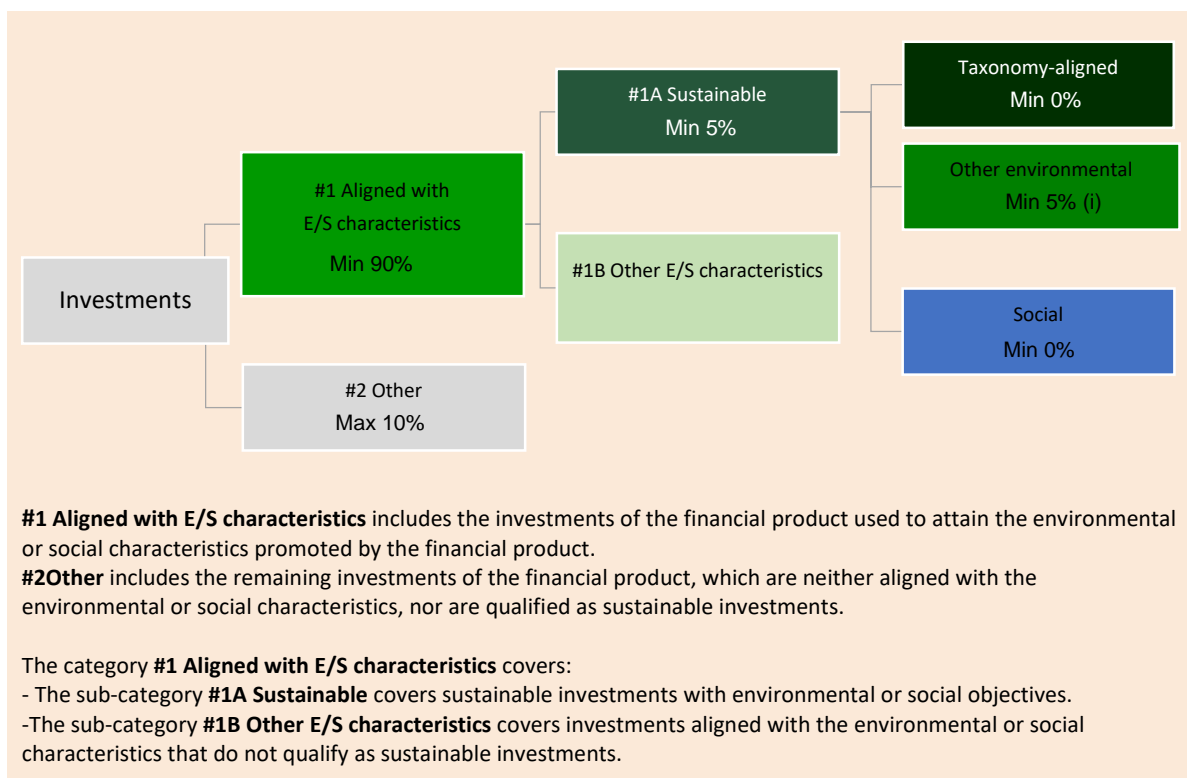 Investments
#1 Aligned with
E/S characteristics
Min 90%
#2 Other
Max 10%
#1A Sustainable
Min 5%
#1B Other E/S characteristics
Taxonomy-aligned
Min 0%
Other environmental
Min 5% (i)
Social
Min 0%
#1 Aligned with E/S characteristics includes the investments of the financial product used to attain the environmental
or social characteristics promoted by the financial product.
#2Other includes the remaining investments of the financial product, which are neither aligned with the
environmental or social characteristics, nor are qualified as sustainable investments.
The category #1 Aligned with E/S characteristics covers:
- The sub-category #1A Sustainable covers sustainable investments with environmental or social objectives.
-The sub-category #1B Other E/S characteristics covers investments aligned with the environmental or social
characteristics that do not qualify as sustainable investments.